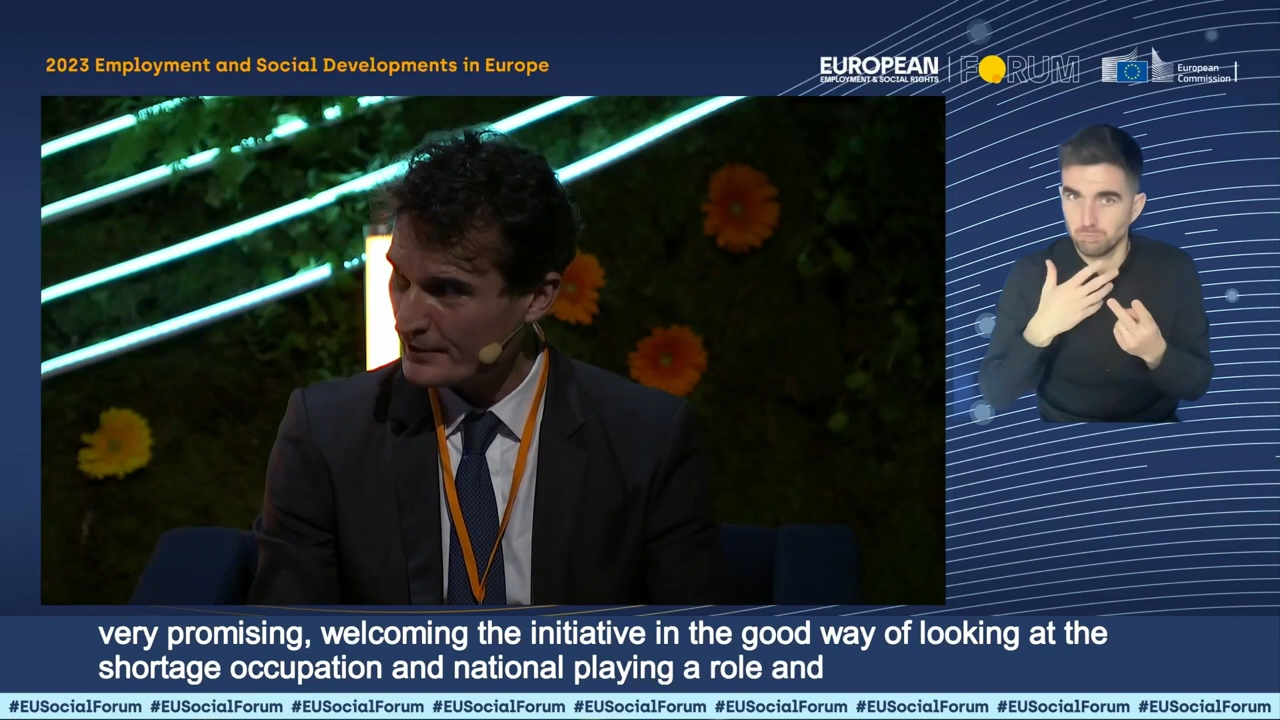 2023 Employment and Social Developments in Europe
EUROPEAN
EMPLOYMENT & SOCIAL RIGHTS
FORUM
European
Commission
very promising, welcoming the initiative in the good way of looking at the
shortage occupation and national playing a role and
#EUSocialForum #EUSocialForum #EUSocialForum #EUSocialForum #EUSocialForum #EUSocialForum #EUSocialForum #EUSocialForum #EUSocialForum